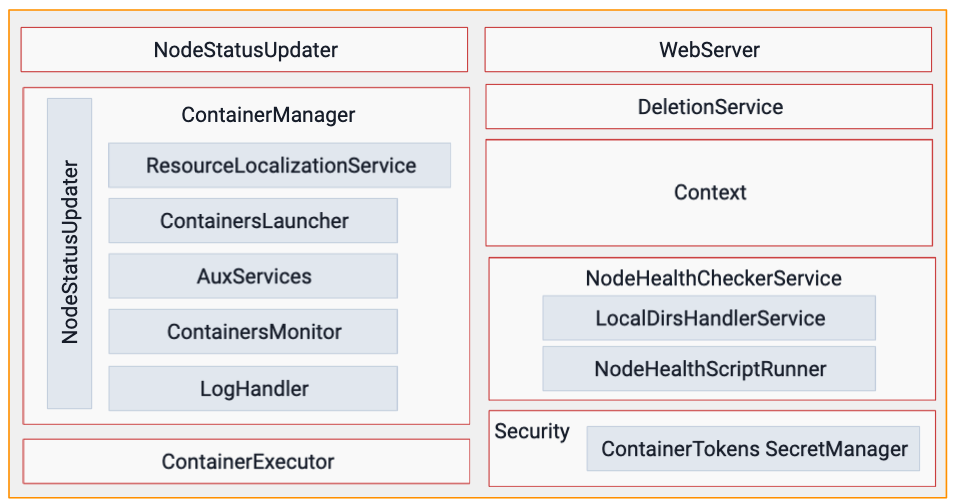 NodeStatusUpdater
ContainerManager
NodeStatusUpdater
ResourceLocalizationService
ContainersLauncher
AuxServices
ContainersMonitor
LogHandler
ContainerExecutor
WebServer
DeletionService
Context
NodeHealthCheckerService
LocalDirsHandlerService
NodeHealthScriptRunner
Security
ContainerTokens SecretManager